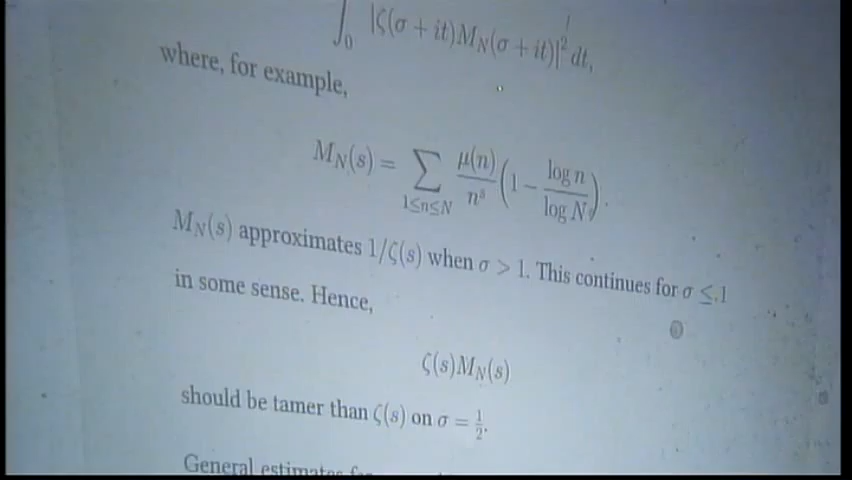 ∫₀ |ζ(σ + it)M_N(σ + it)|² dt,
where, for example,
M_N(s) = ∑_{1≤n≤N} μ(n)/n^s (1 − log n/log N).
M_N(s) approximates 1/ζ(s) when σ > 1. This continues for σ ≤ 1
in some sense. Hence,
ζ(s)M_N(s)
should be tamer than ζ(s) on σ = 1/2.
General estimates